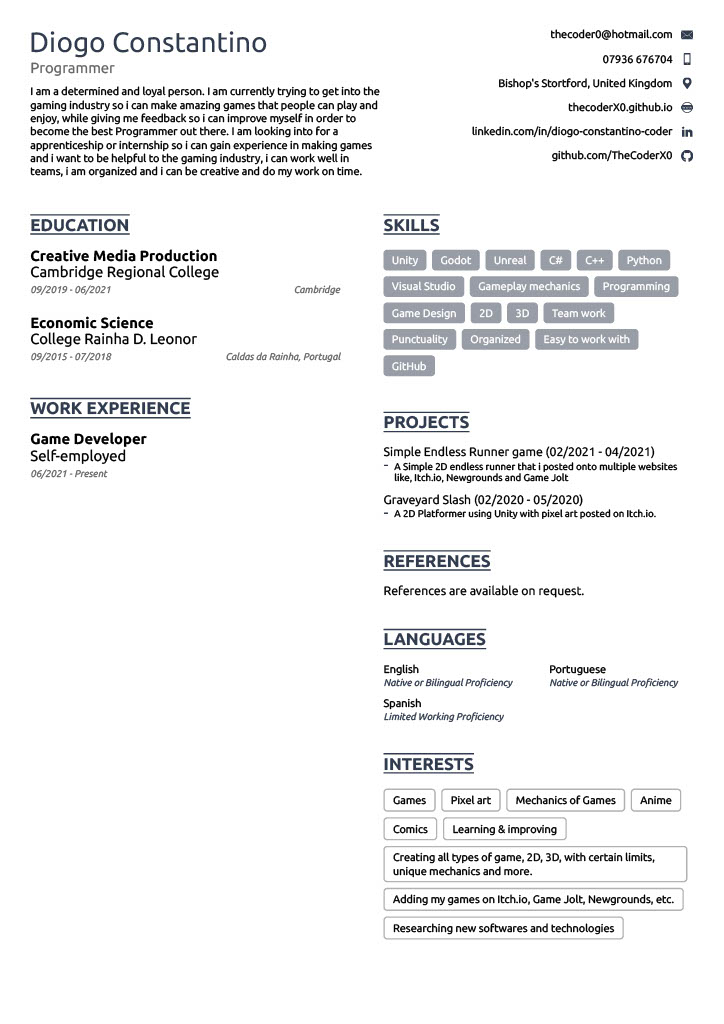 Diogo Constantino
Programmer
I am a determined and loyal person. I am currently trying to get into the
gaming industry so i can make amazing games that people can play and
enjoy, while giving me feedback so i can improve myself in order to
become the best Programmer out there. I am looking into for a
apprenticeship or internship so i can gain experience in making games
and i want to be helpful to the gaming industry, i can work well in
teams, i am organized and i can be creative and do my work on time.
thecoder0@hotmail.com
07936 676704
Bishop's Stortford, United Kingdom
thecoderX0.github.io
linkedin.com/in/diogo-constantino-coder
github.com/TheCoderX0
EDUCATION
Creative Media Production
Cambridge Regional College
09/2019 - 06/2021 Cambridge
Economic Science
College Rainha D. Leonor
09/2015 - 07/2018 Caldas da Rainha, Portugal
WORK EXPERIENCE
Game Developer
Self-employed
06/2021 - Present
SKILLS
Unity Godot Unreal C# C++ Python
Visual Studio Gameplay mechanics Programming
Game Design 2D 3D Team work
Punctuality Organized Easy to work with
GitHub
PROJECTS
Simple Endless Runner game (02/2021 - 04/2021)
- A Simple 2D endless runner that i posted onto multiple websites
like, Itch.io, Newgrounds and Game Jolt
Graveyard Slash (02/2020 - 05/2020)
- A 2D Platformer using Unity with pixel art posted on Itch.io.
REFERENCES
References are available on request.
LANGUAGES
English Portuguese
Native or Bilingual Proficiency Native or Bilingual Proficiency
Spanish
Limited Working Proficiency
INTERESTS
Games Pixel art Mechanics of Games Anime
Comics Learning & improving
Creating all types of game, 2D, 3D, with certain limits,
unique mechanics and more.
Adding my games on Itch.io, Game Jolt, Newgrounds, etc.
Researching new softwares and technologies